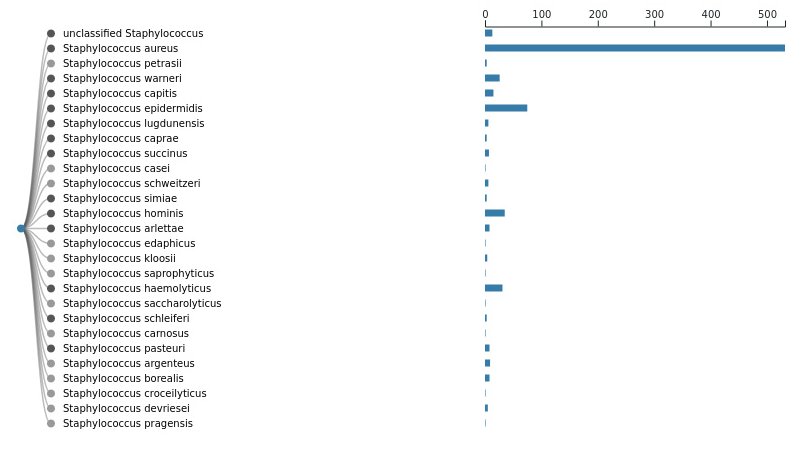 0 100 200 300 400 500
unclassified Staphylococcus
Staphylococcus aureus
Staphylococcus petrasii
Staphylococcus warneri
Staphylococcus capitis
Staphylococcus epidermidis
Staphylococcus lugdunensis
Staphylococcus caprae
Staphylococcus succinus
Staphylococcus casei
Staphylococcus schweitzeri
Staphylococcus simiae
Staphylococcus hominis
Staphylococcus arlettae
Staphylococcus edaphicus
Staphylococcus kloosii
Staphylococcus saprophyticus
Staphylococcus haemolyticus
Staphylococcus saccharolyticus
Staphylococcus schleiferi
Staphylococcus carnosus
Staphylococcus pasteuri
Staphylococcus argenteus
Staphylococcus borealis
Staphylococcus croceilyticus
Staphylococcus devriesei
Staphylococcus pragensis